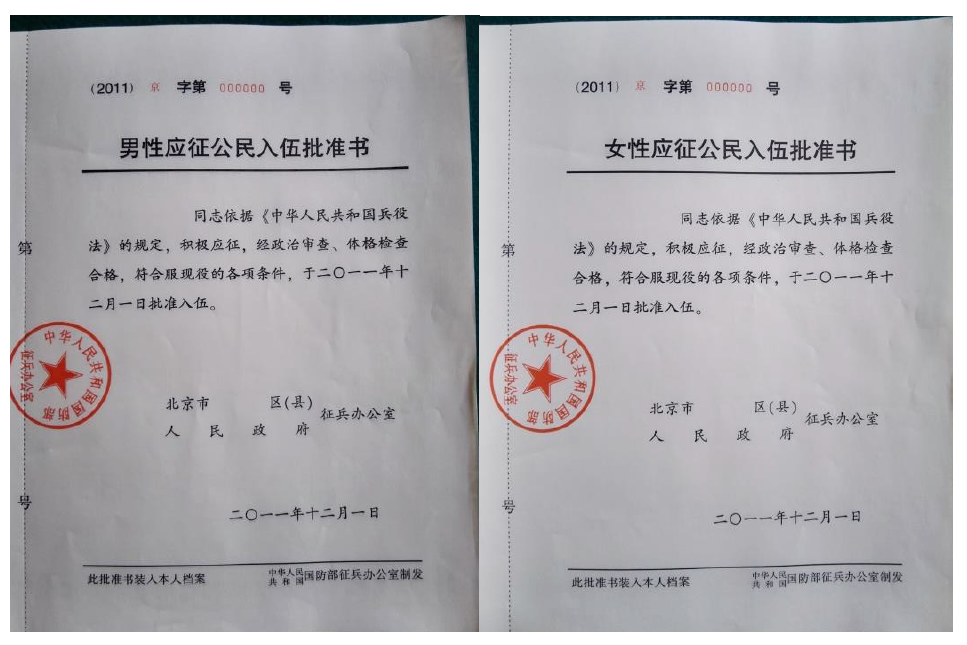 (2011) 京 字第 000000 号
男性应征公民入伍批准书
同志依据《中华人民共和国兵役
法》的规定，积极应征，经政治审查、体格检查
合格，符合服现役的各项条件，于二〇一一年十
二月一日批准入伍。
第
中华人民共和国国防部
征兵办公室
北京市 区(县)
人民政府
征兵办公室
号
二〇一一年十二月一日
此批准书装入本人档案
中华人民
共和国
国防部征兵办公室制发
(2011) 京 字第 000000 号
女性应征公民入伍批准书
同志依据《中华人民共和国兵役
法》的规定，积极应征，经政治审查、体格检查
合格，符合服现役的各项条件，于二〇一一年十
二月一日批准入伍。
第
中华人民共和国国防部
征兵办公室
北京市 区(县)
人民政府
征兵办公室
号
二〇一一年十二月一日
此批准书装入本人档案
中华人民
共和国
国防部征兵办公室制发